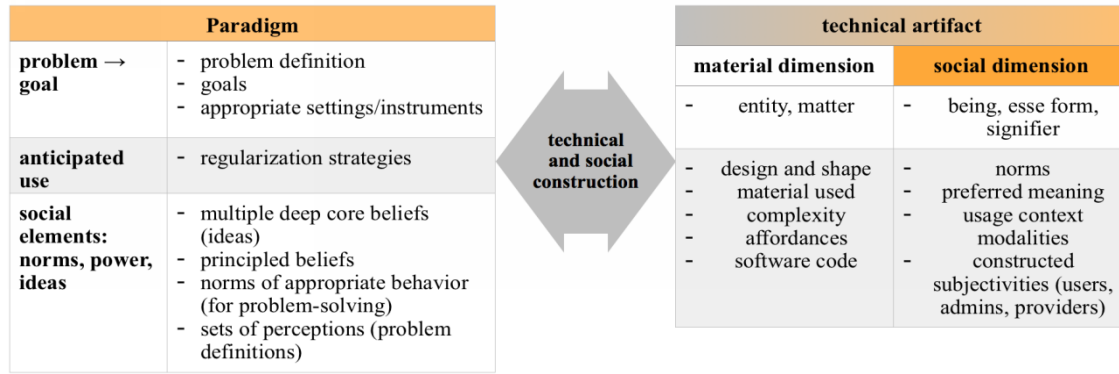 Paradigm
problem →
goal
- problem definition
- goals
- appropriate settings/instruments
anticipated
use
- regularization strategies
social
elements:
norms, power,
ideas
- multiple deep core beliefs
(ideas)
- principled beliefs
- norms of appropriate behavior
(for problem-solving)
- sets of perceptions (problem
definitions)
technical
and social
construction
technical artifact
material dimension
social dimension
- entity, matter
- being, esse form,
signifier
- design and shape
- material used
- complexity
- affordances
- software code
- norms
- preferred meaning
- usage context
modalities
- constructed
subjectivities (users,
admins, providers)